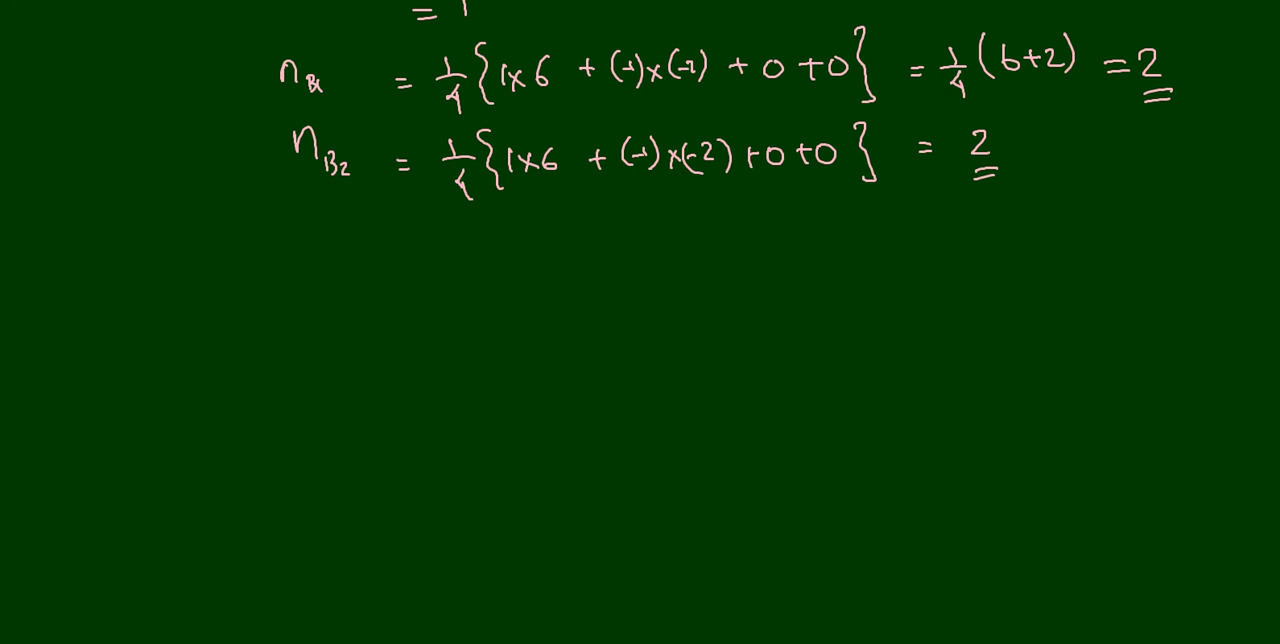 = 1
n_B1 = 1/4 {1×6 + (-1)×(-2) + 0 + 0} = 1/4 (6+2) = 2
n_B2 = 1/4 {1×6 + (-1)×(-2) + 0 + 0} = 2